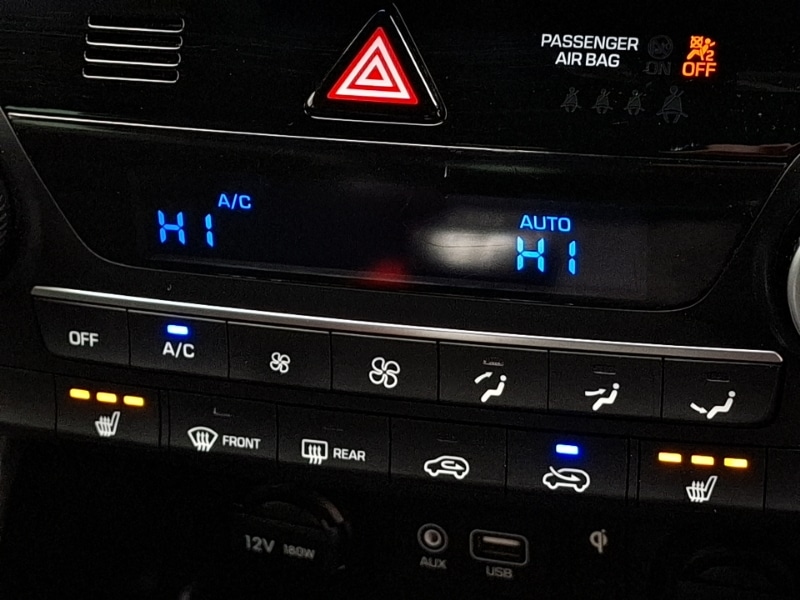 PASSENGER
AIR BAG
ON
OFF
A/C
HI
AUTO
HI
OFF
A/C
FRONT
REAR
12V 180W
AUX
USB